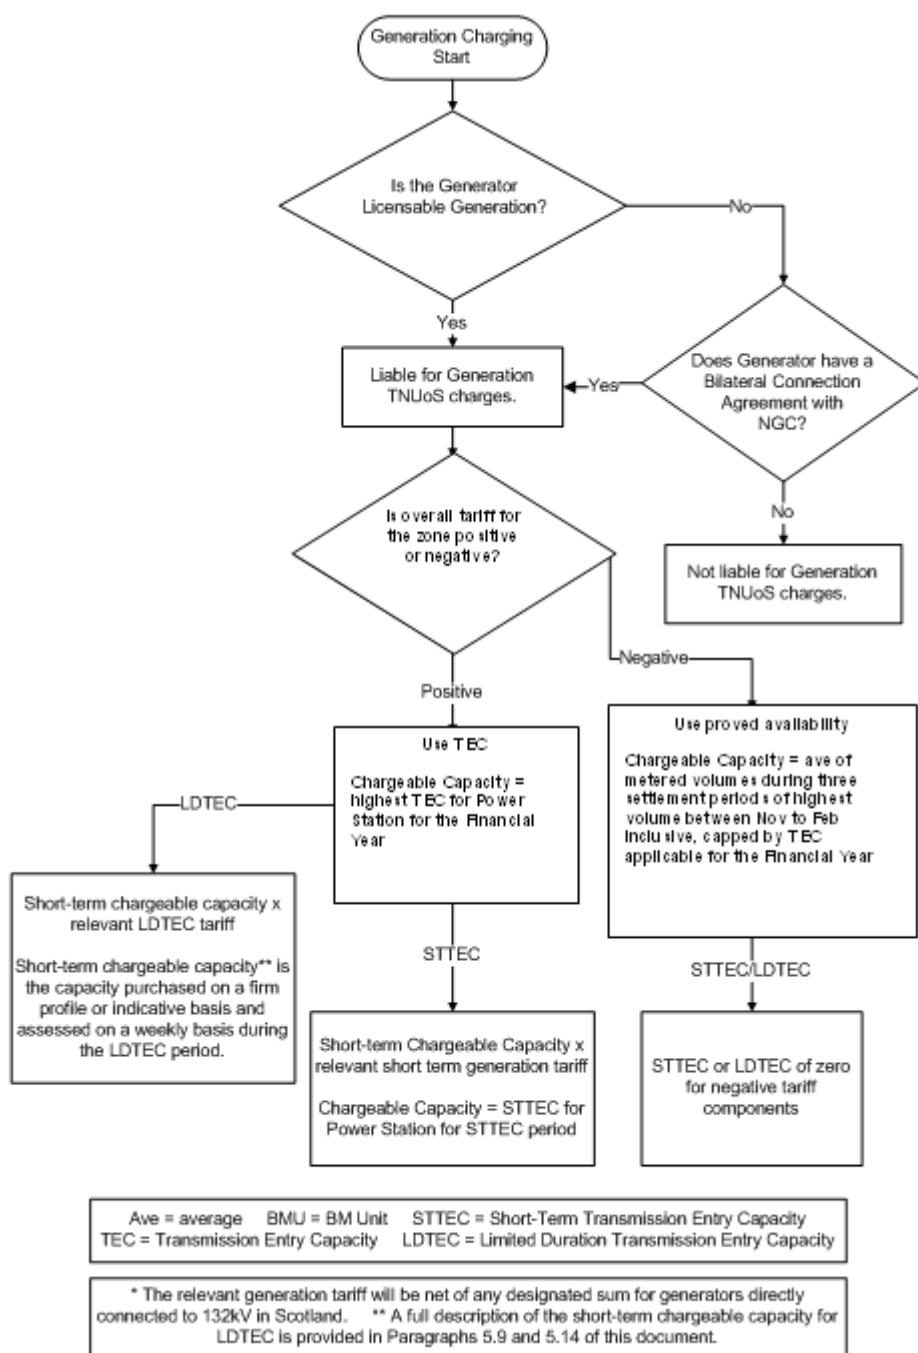 Generation Charging
Start
Is the Generator
Licensable Generation?
No
Yes
Does Generator have a
Bilateral Connection
Agreement with
NGC?
Yes
Liable for Generation
TNUoS charges.
No
Not liable for Generation
TNUoS charges.
Is overall tariff for
the zone positive
or negative?
Negative
Positive
Use TEC
Chargeable Capacity =
highest TEC for Power
Station for the Financial
Year
Use proved availability
Chargeable Capacity = ave of
metered volumes during three
settlement periods of highest
volume between Nov to Feb
inclusive, capped by TEC
applicable for the Financial Year
LDTEC
Short-term chargeable capacity x
relevant LDTEC tariff
Short-term chargeable capacity** is
the capacity purchased on a firm
profile or indicative basis and
assessed on a weekly basis during
the LDTEC period.
STTEC
Short-term Chargeable Capacity x
relevant short term generation tariff
Chargeable Capacity = STTEC for
Power Station for STTEC period
STTEC/LDTEC
STTEC or LDTEC of zero
for negative tariff
components
Ave = average BMU = BM Unit STTEC = Short-Term Transmission Entry Capacity
TEC = Transmission Entry Capacity LDTEC = Limited Duration Transmission Entry Capacity
* The relevant generation tariff will be net of any designated sum for generators directly
connected to 132kV in Scotland. ** A full description of the short-term chargeable capacity for
LDTEC is provided in Paragraphs 5.9 and 5.14 of this document.